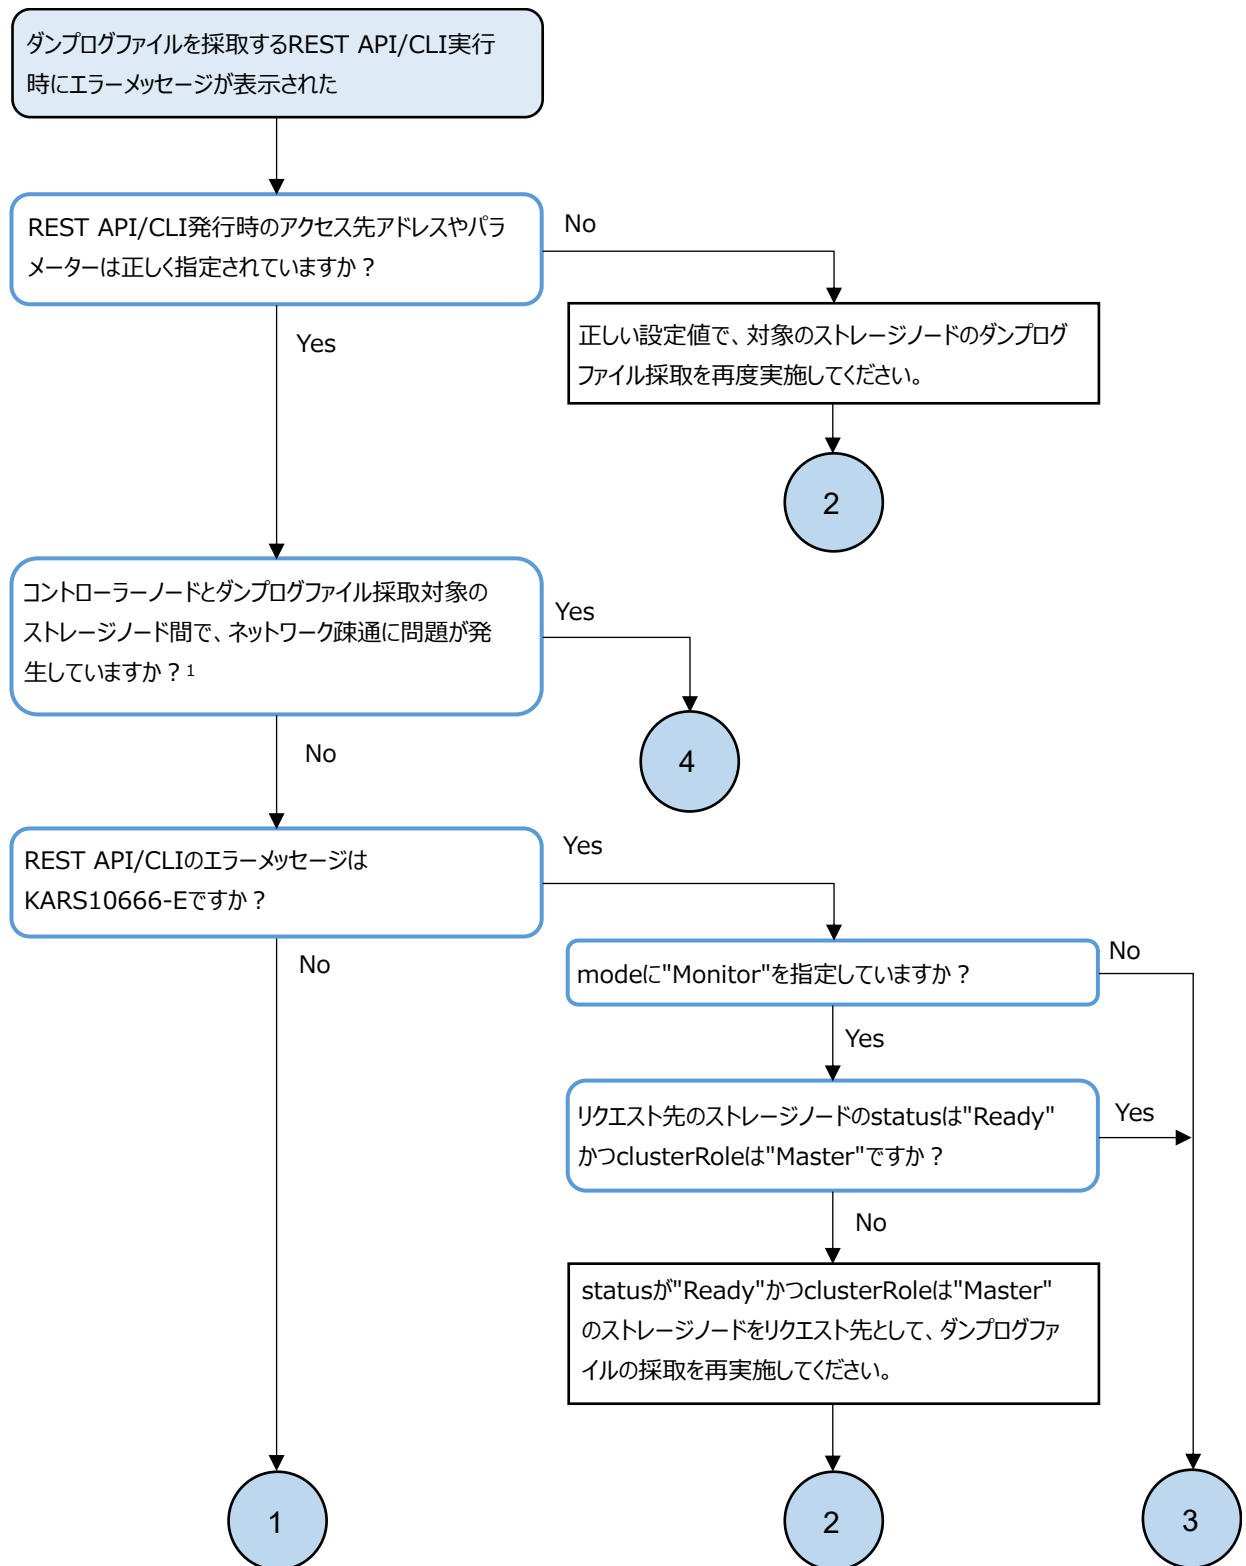 ダンプログファイルを採取するREST API/CLI実行
時にエラーメッセージが表示された
REST API/CLI発行時のアクセス先アドレスやパラ
メーターは正しく指定されていますか？
No
Yes
正しい設定値で、対象のストレージノードのダンプログ
ファイル採取を再度実施してください。
2
コントローラーノードとダンプログファイル採取対象の
ストレージノード間で、ネットワーク疎通に問題が発
生していますか？1
Yes
No
4
REST API/CLIのエラーメッセージは
KARS10666-Eですか？
Yes
No
modeに"Monitor"を指定していますか？
No
Yes
リクエスト先のストレージノードのstatusは"Ready"
かつclusterRoleは"Master"ですか？
Yes
No
statusが"Ready"かつclusterRoleは"Master"
のストレージノードをリクエスト先として、ダンプログファ
イルの採取を再実施してください。
1
2
3